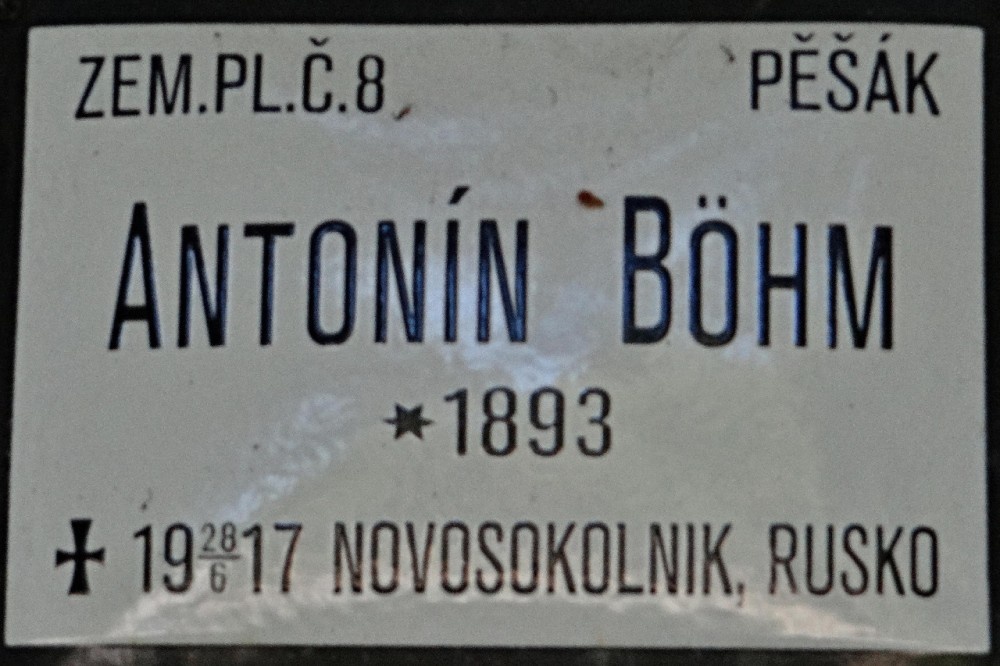 ZEM.PL.Č.8 PĚŠÁK
ANTONÍN BÖHM
*1893
✠ 19 28/6 17 NOVOSOKOLNIK, RUSKO